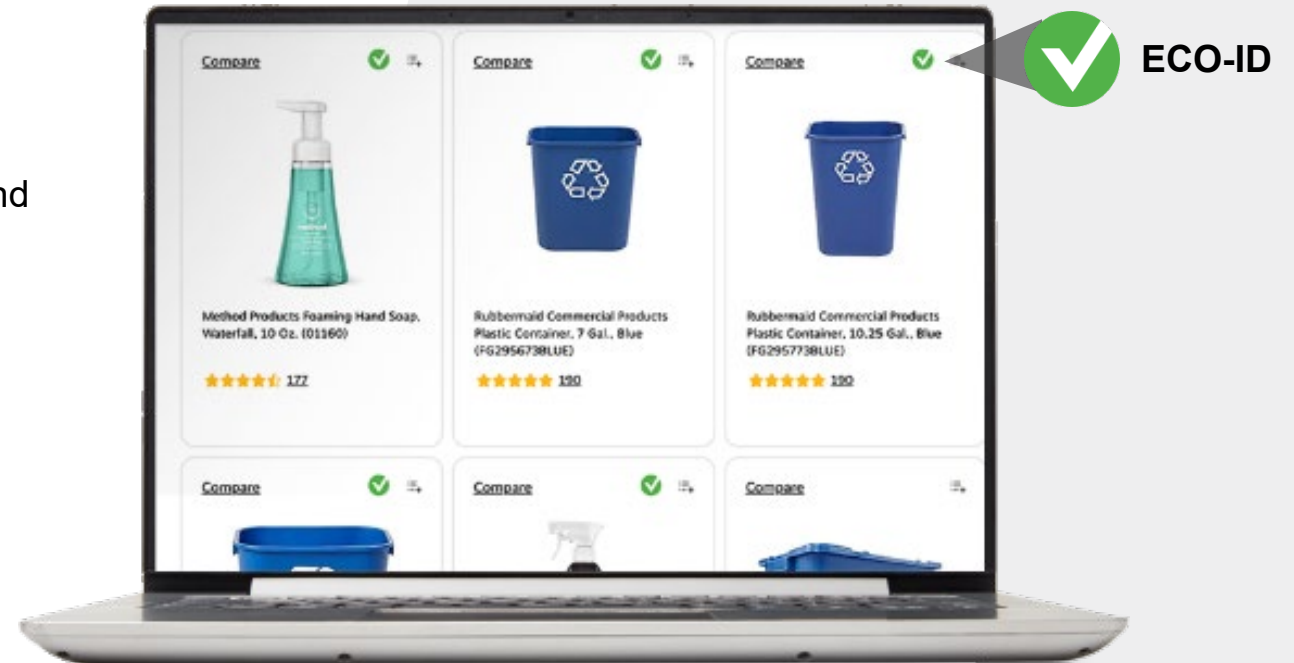 ECO-ID
nd
Compare
Compare
Compare
method
Method Products Foaming Hand Soap,
Waterfall, 10 Oz. (01160)
Rubbermaid Commercial Products
Plastic Container, 7 Gal., Blue
(FG295673BLUE)
Rubbermaid Commercial Products
Plastic Container, 10.25 Gal., Blue
(FG295773BLUE)
177
190
190
Compare
Compare
Compare